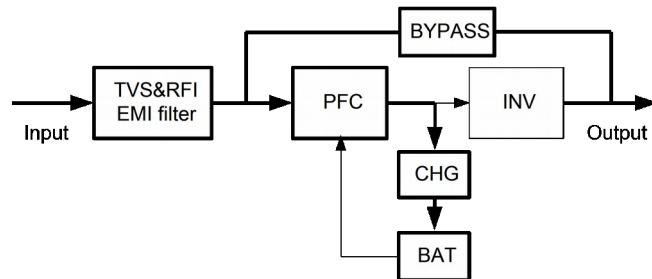 BYPASS
TVS&RFI
EMI filter
PFC
INV
Input
Output
CHG
BAT